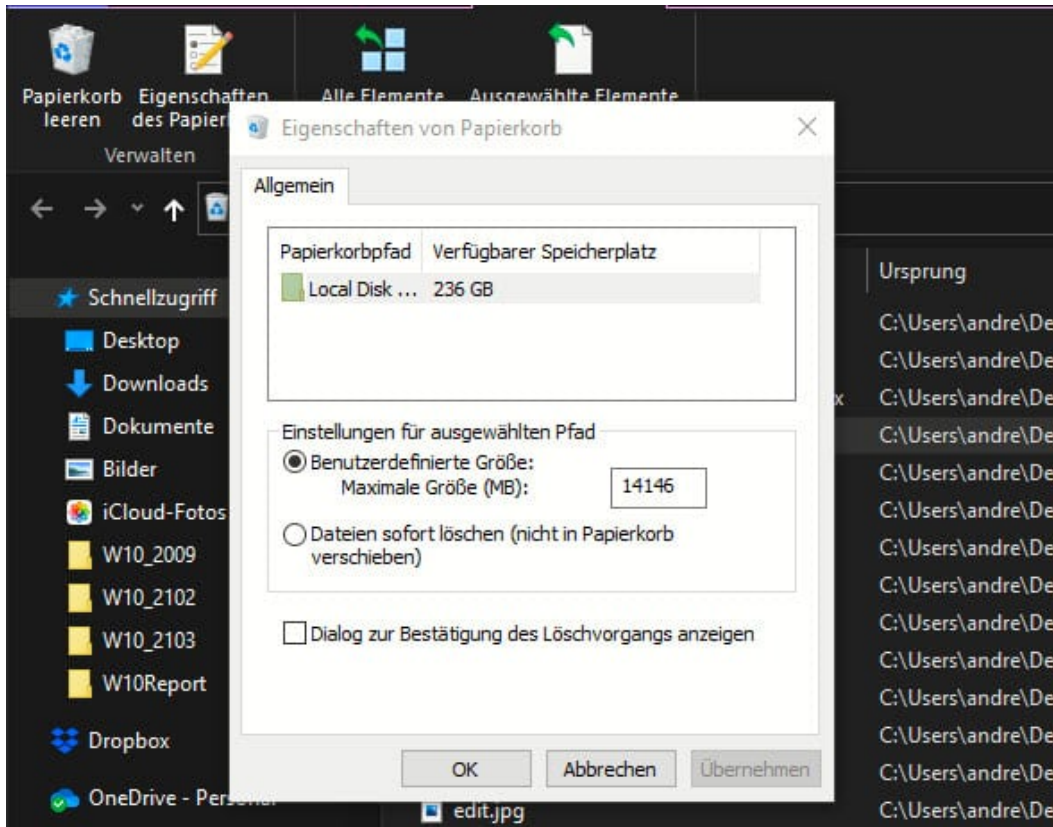 Papierkorb leeren
Eigenschaften des Papier
Alle Elemente
Ausgewählte Elemente
Verwalten
Eigenschaften von Papierkorb
Allgemein
Papierkorbpfad Verfügbarer Speicherplatz
Local Disk ... 236 GB
Einstellungen für ausgewählten Pfad
Benutzerdefinierte Größe:
Maximale Größe (MB): 14146
Dateien sofort löschen (nicht in Papierkorb
verschieben)
Dialog zur Bestätigung des Löschvorgangs anzeigen
OK Abbrechen Übernehmen
Schnellzugriff
Desktop
Downloads
Dokumente
Bilder
iCloud-Fotos
W10_2009
W10_2102
W10_2103
W10Report
Dropbox
OneDrive - Personal
edit.jpg
x
Ursprung
C:\Users\andre\De
C:\Users\andre\De
C:\Users\andre\De
C:\Users\andre\De
C:\Users\andre\De
C:\Users\andre\De
C:\Users\andre\De
C:\Users\andre\De
C:\Users\andre\De
C:\Users\andre\De
C:\Users\andre\De
C:\Users\andre\De
C:\Users\andre\De
C:\Users\andre\De